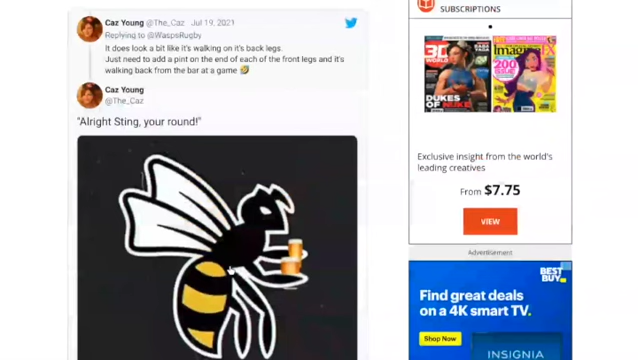 Caz Young @The_Caz Jul 19, 2021
Replying to @WaspsRugby
It does look a bit like it's walking on it's back legs.
Just need to add a pint on the end of each of the front legs and it's
walking back from the bar at a game 🤣
Caz Young
@The_Caz
"Alright Sting, your round!"
SUBSCRIPTIONS
3D
WORLD
DUKES
OF NUKE
ImagineFX
200
ISSUE
Exclusive insight from the world's
leading creatives
From $7.75
VIEW
Advertisement
BEST
BUY
Find great deals
on a 4K smart TV.
Shop Now
INSIGNIA